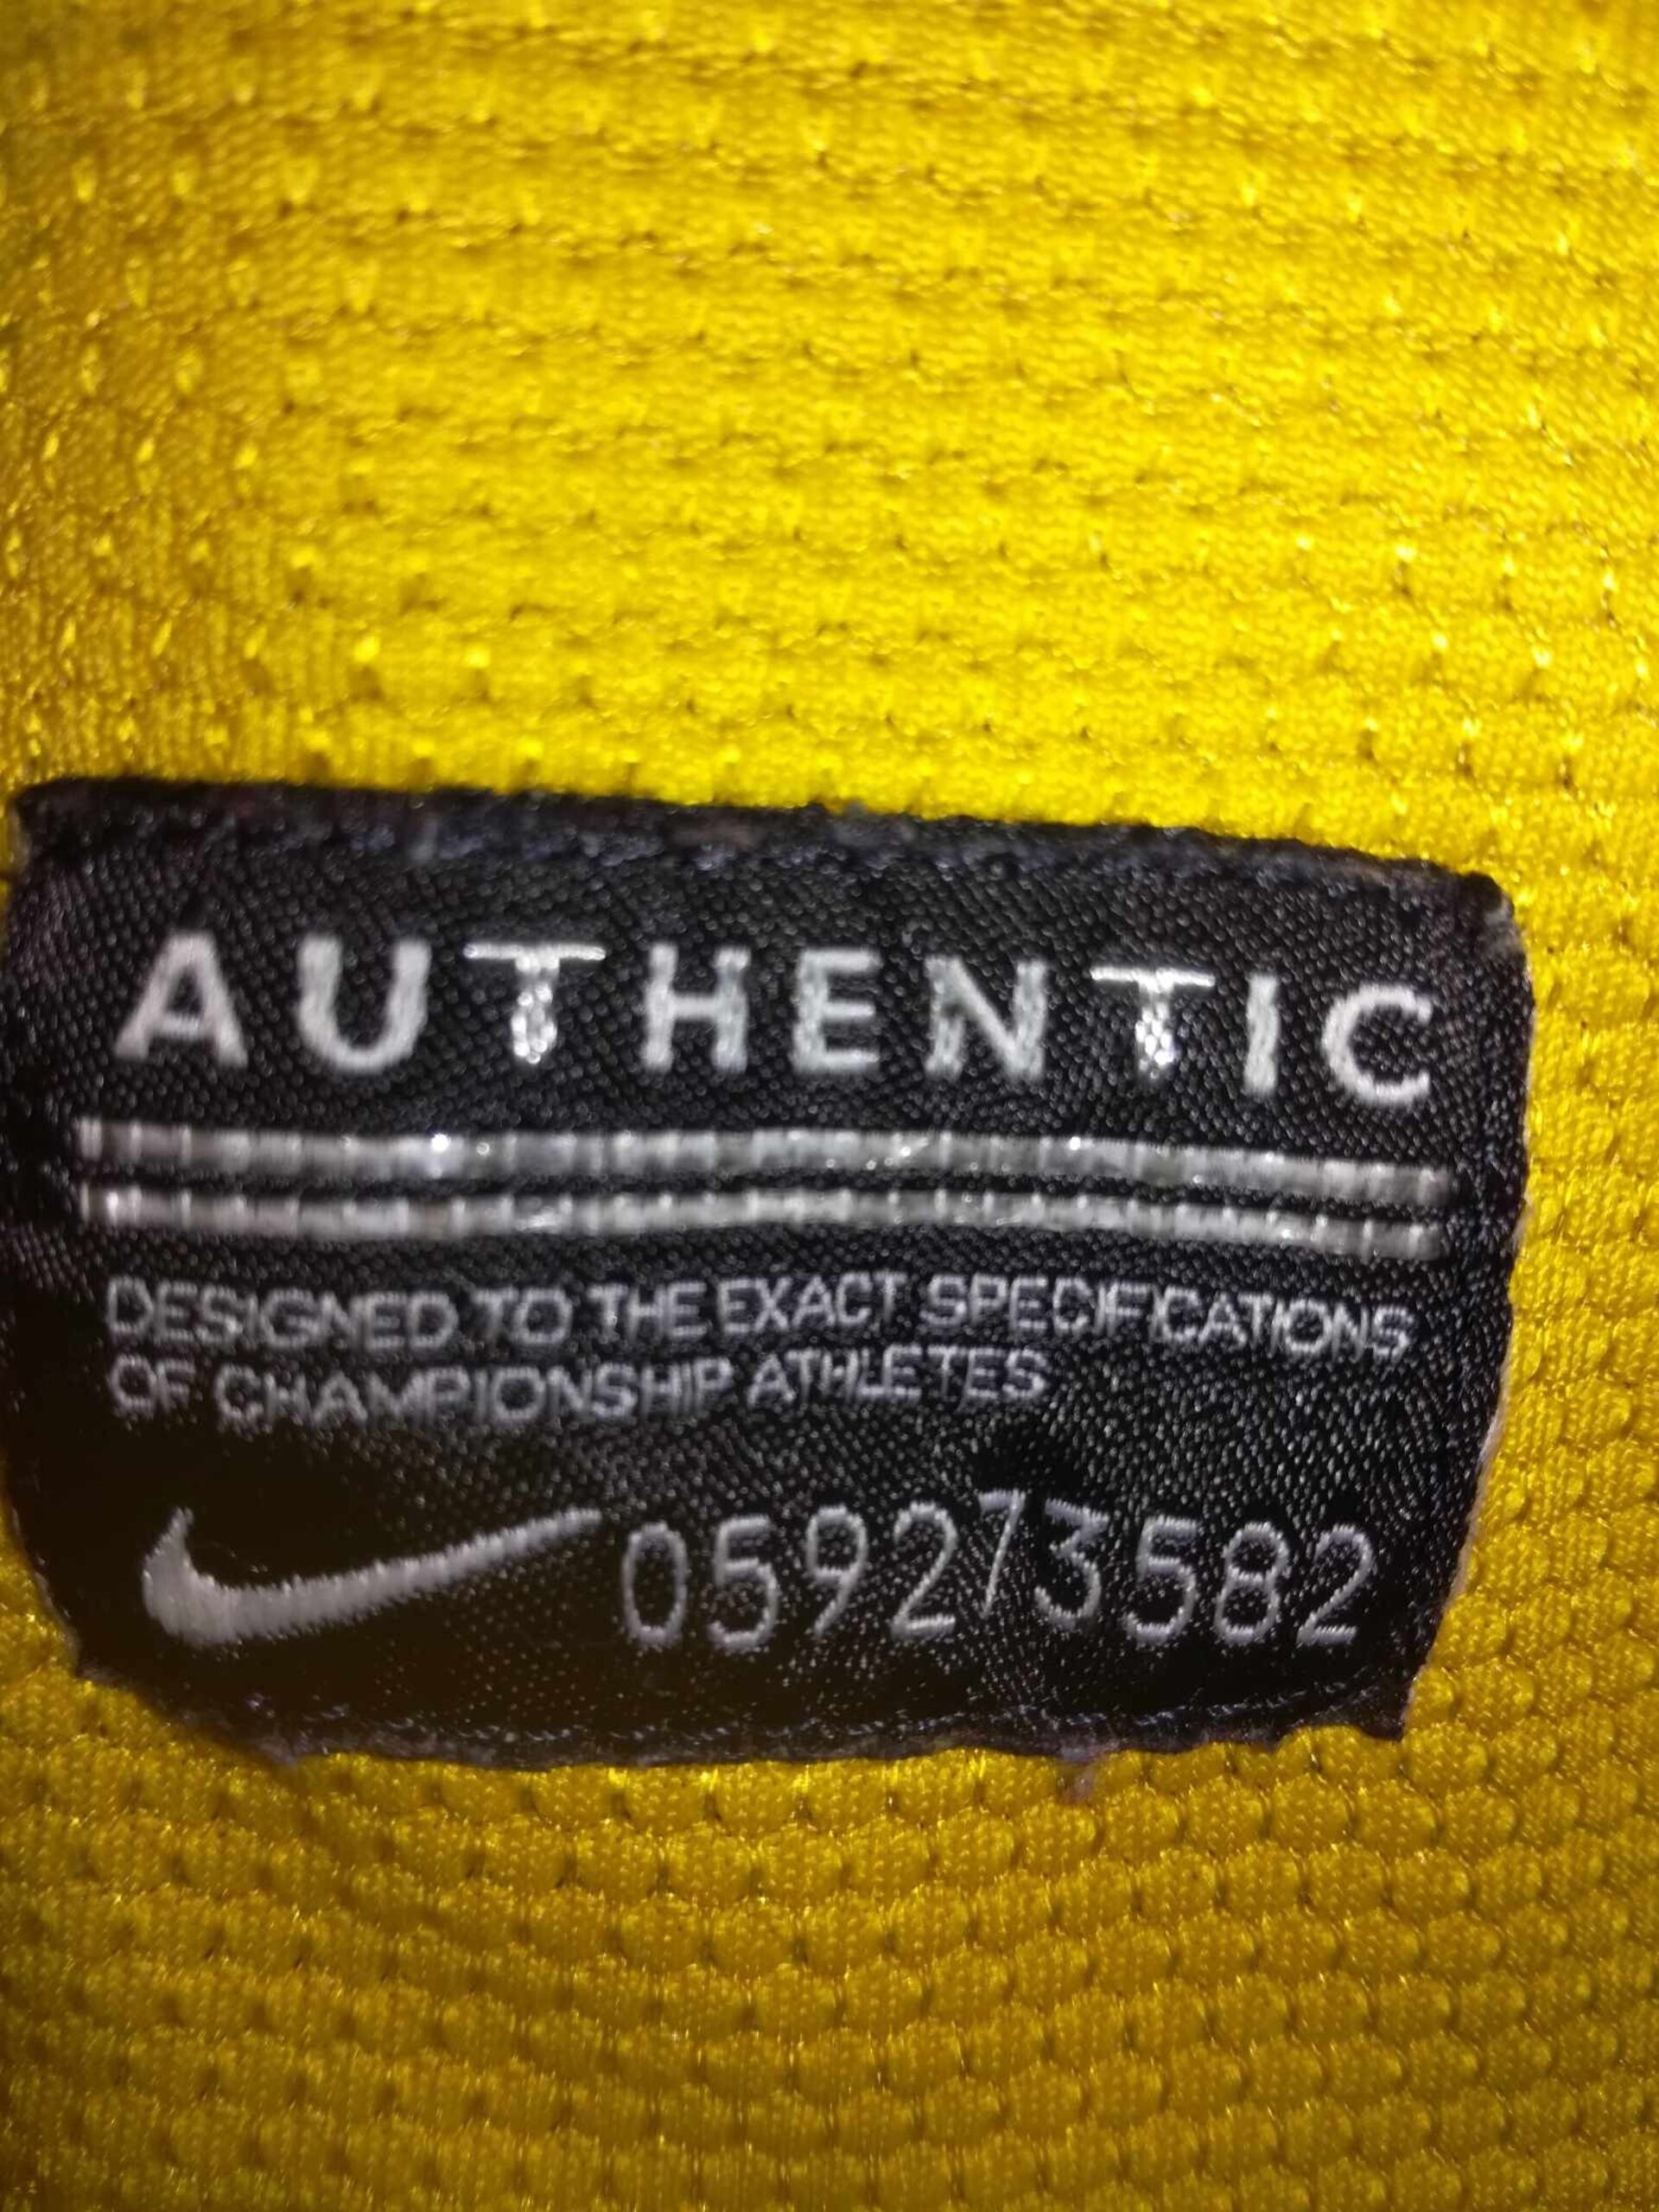 AUTHENTIC
DESIGNED TO THE EXACT SPECIFICATIONS
OF CHAMPIONSHIP ATHLETES
059273582